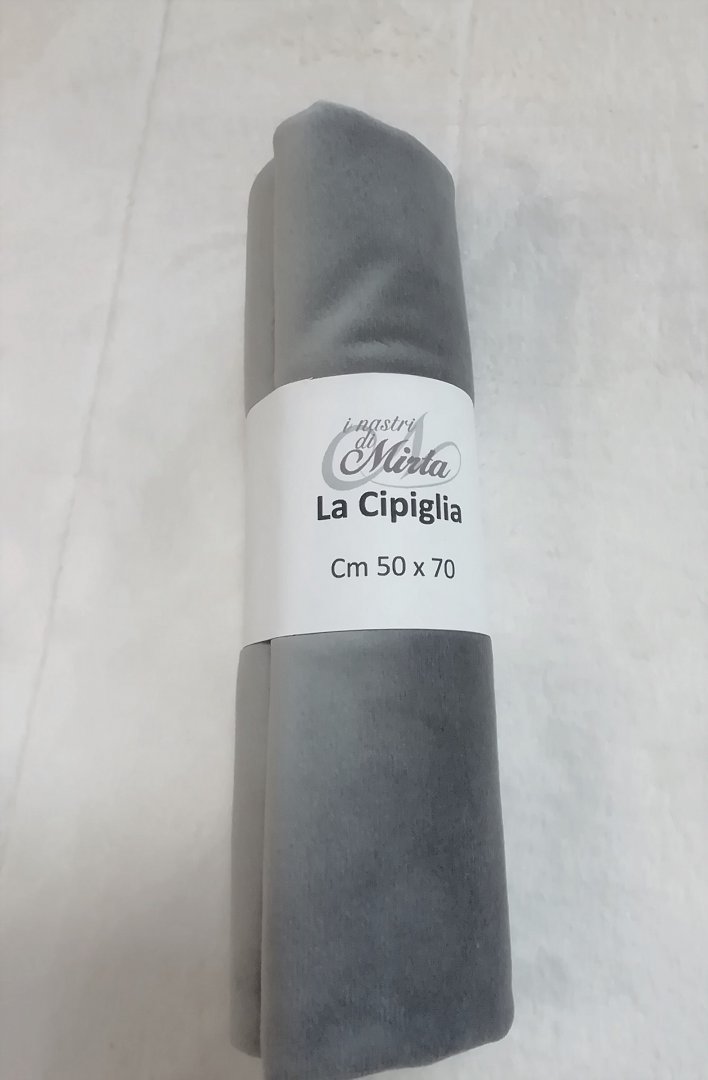 i nastri
di
Mirta
La Cipiglia
Cm 50 x 70